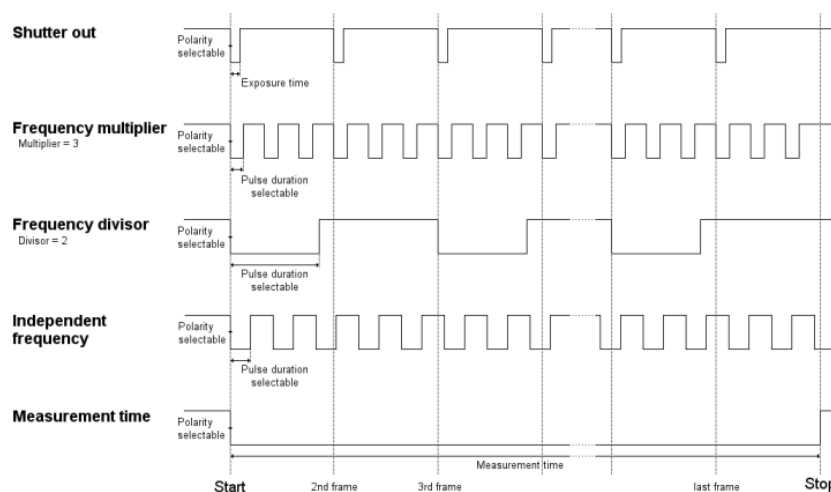 Shutter out
Polarity
selectable
Exposure time
Frequency multiplier
Multiplier = 3
Polarity
selectable
Pulse duration
selectable
Frequency divisor
Divisor = 2
Polarity
selectable
Pulse duration
selectable
Independent
frequency
Polarity
selectable
Pulse duration
selectable
Measurement time
Polarity
selectable
Measurement time
Start
2nd frame
3rd frame
last frame
Stop